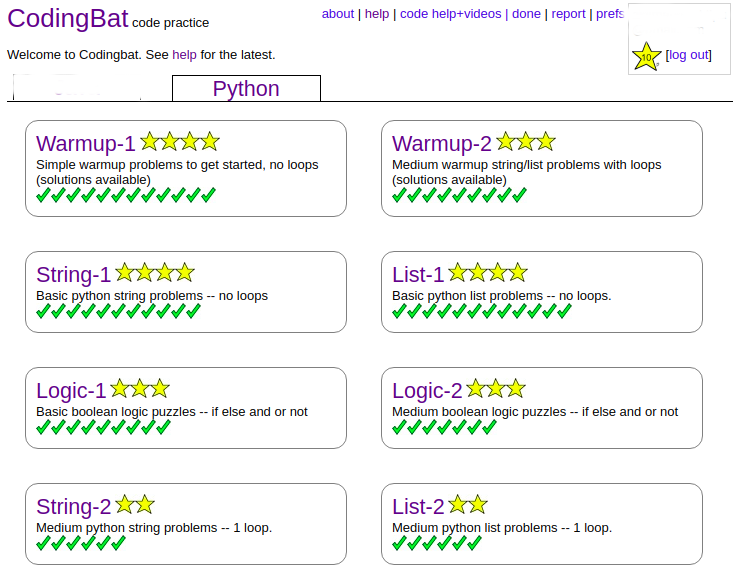 CodingBat code practice
about | help | code help+videos | done | report | prefs
Welcome to Codingbat. See help for the latest.
10
[log out]
Python
Warmup-1
Simple warmup problems to get started, no loops
(solutions available)
Warmup-2
Medium warmup string/list problems with loops
(solutions available)
String-1
Basic python string problems -- no loops
List-1
Basic python list problems -- no loops.
Logic-1
Basic boolean logic puzzles -- if else and or not
Logic-2
Medium boolean logic puzzles -- if else and or not
String-2
Medium python string problems -- 1 loop.
List-2
Medium python list problems -- 1 loop.